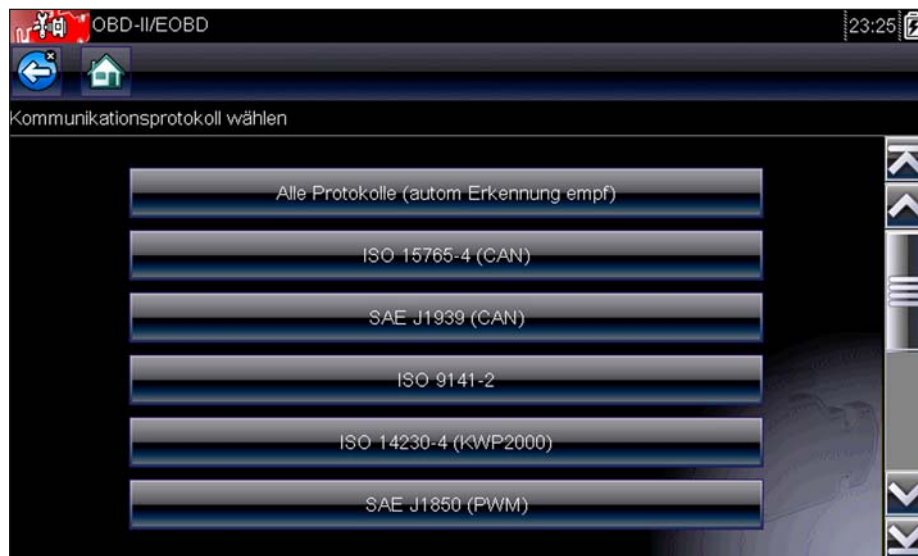 OBD-II/EOBD
23:25
Kommunikationsprotokoll wählen
Alle Protokolle (autom Erkennung empf)
ISO 15765-4 (CAN)
SAE J1939 (CAN)
ISO 9141-2
ISO 14230-4 (KWP2000)
SAE J1850 (PWM)